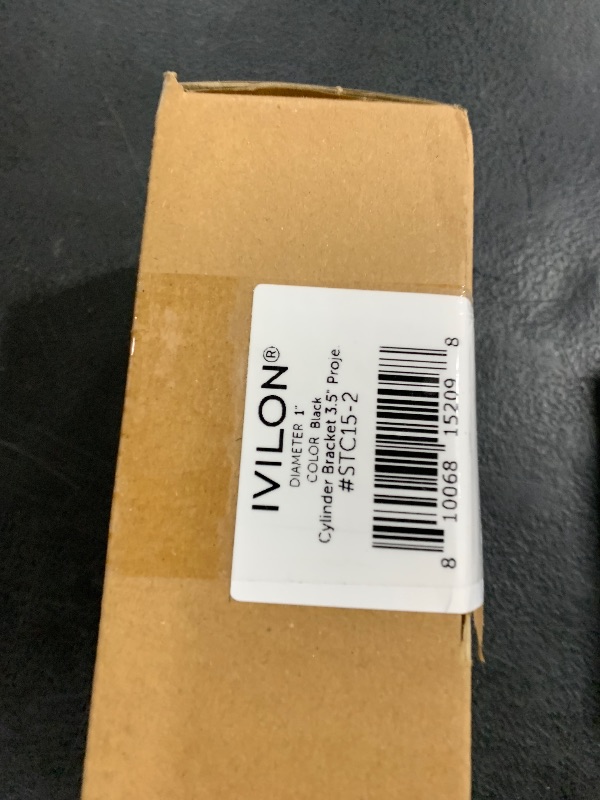 IVILON®
DIAMETER 1"
COLOR Black
Cylinder Bracket 3.5" Proje
#STC15-2
8 10068 15209 8